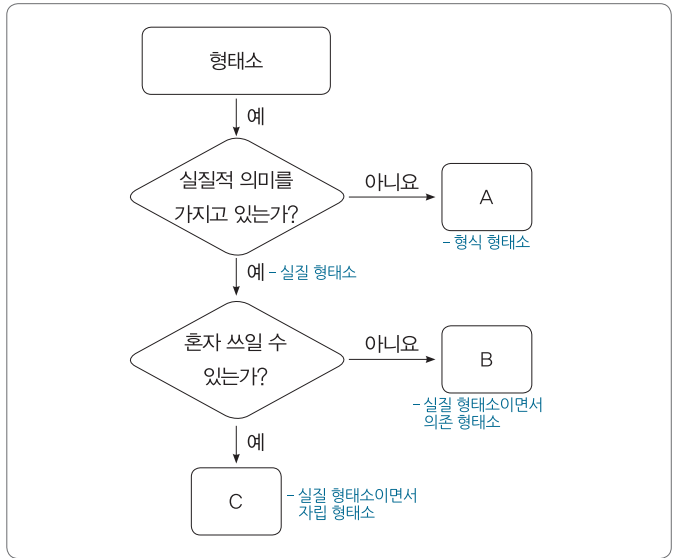 형태소
예
실질적 의미를
가지고 있는가?
아니요
A
– 형식 형태소
예 – 실질 형태소
혼자 쓰일 수
있는가?
아니요
B
– 실질 형태소이면서
의존 형태소
예
C
– 실질 형태소이면서
자립 형태소